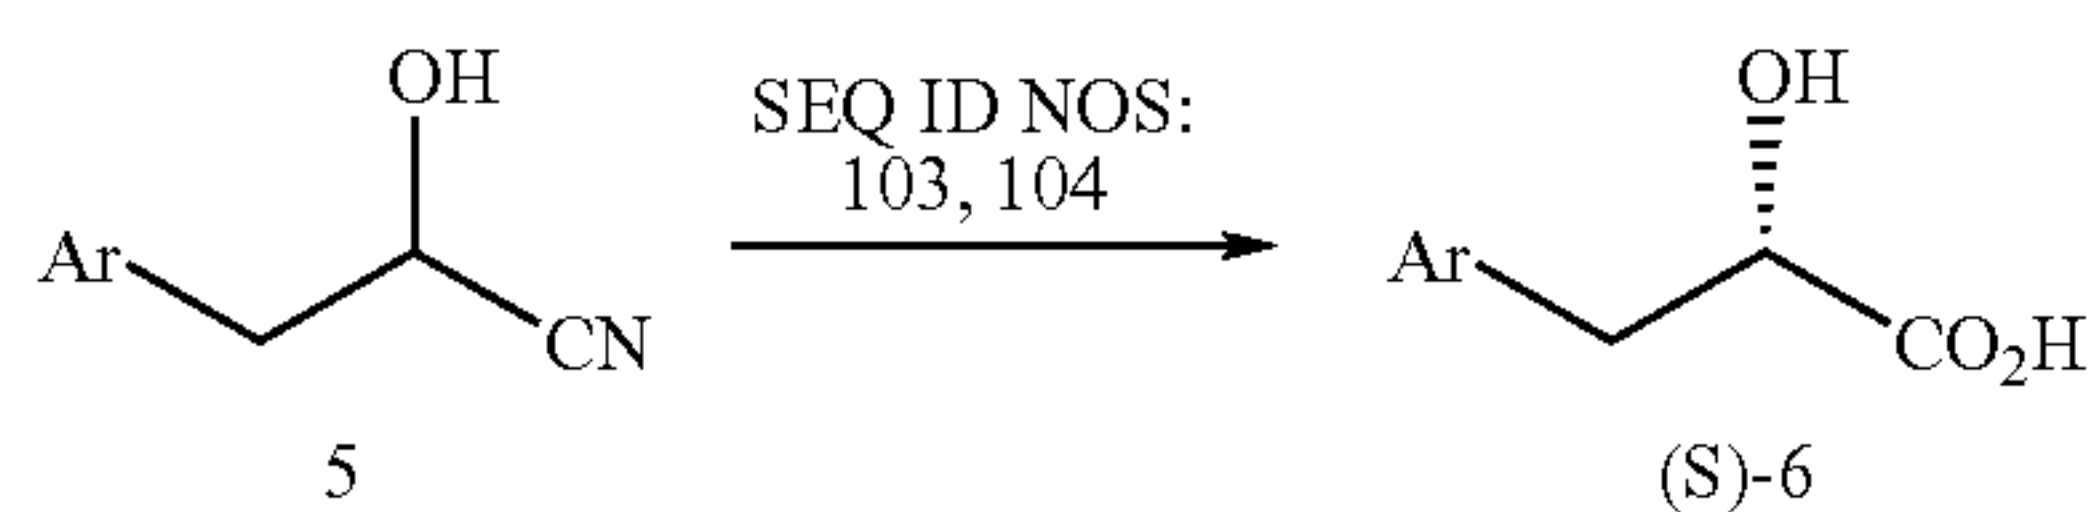 OH
SEQ ID NOS:
103, 104
Ar
CN
5
OH
Ar
CO₂H
(S)-6